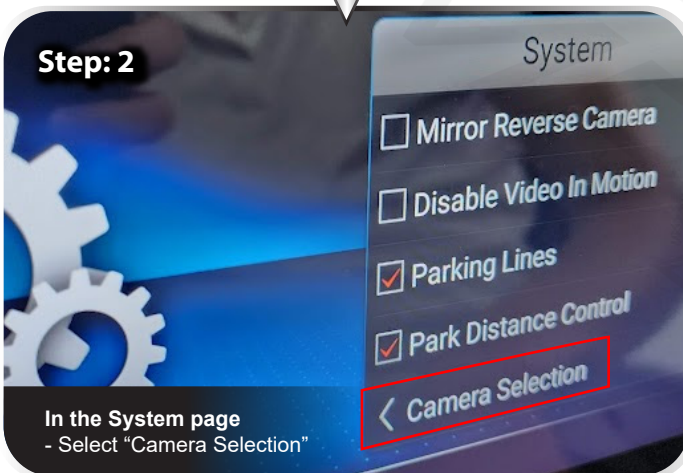 Step: 2
System
Mirror Reverse Camera
Disable Video In Motion
Parking Lines
Park Distance Control
Camera Selection
In the System page
- Select “Camera Selection”